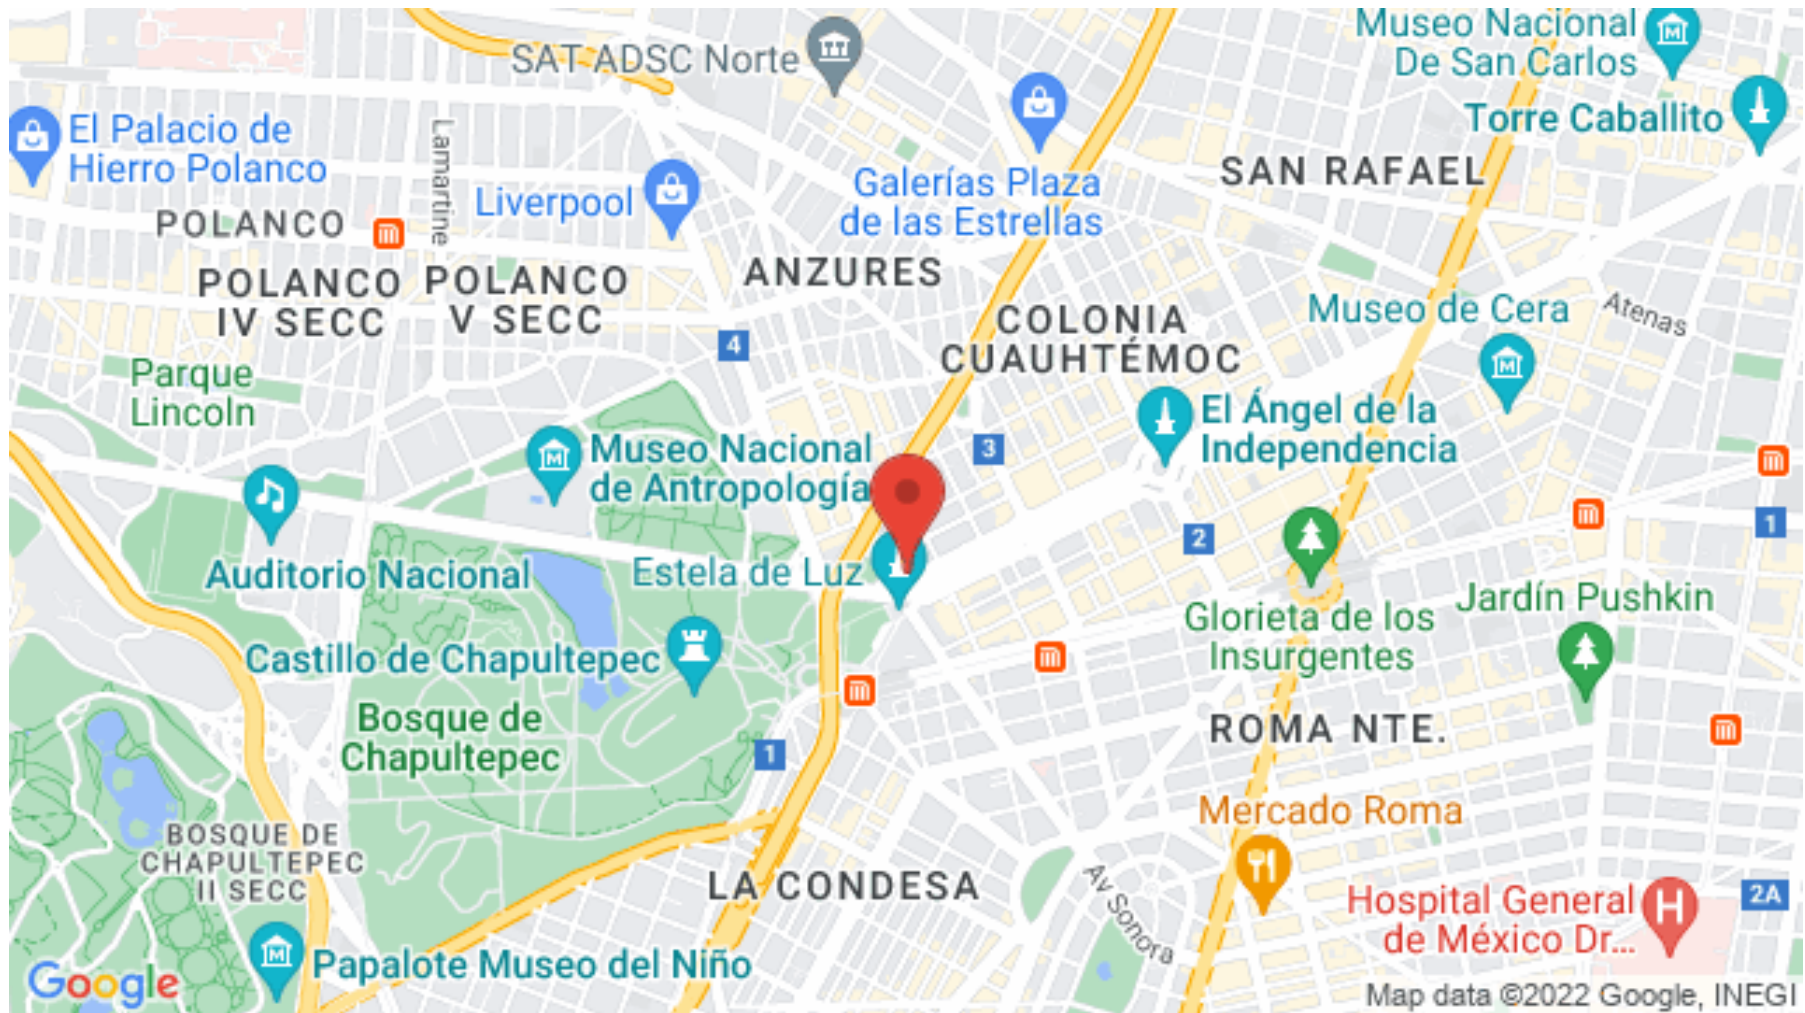 Museo Nacional
De San Carlos
SAT ADSC Norte
Torre Caballito
El Palacio de
Hierro Polanco
Lamartine
SAN RAFAEL
Galerías Plaza
de las Estrellas
Liverpool
POLANCO
ANZURES
POLANCO
IV SECC
POLANCO
V SECC
COLONIA
CUAUHTÉMOC
Museo de Cera
Atenas
4
Parque
Lincoln
El Ángel de la
Independencia
Museo Nacional
de Antropología
3
1
2
Auditorio Nacional
Estela de Luz
Glorieta de los
Insurgentes
Jardín Pushkin
Castillo de Chapultepec
Bosque de
Chapultepec
1
ROMA NTE.
Mercado Roma
BOSQUE DE
CHAPULTEPEC
II SECC
LA CONDESA
Av Sonora
Hospital General
de México Dr...
2A
Papalote Museo del Niño
Google
Map data ©2022 Google, INEGI